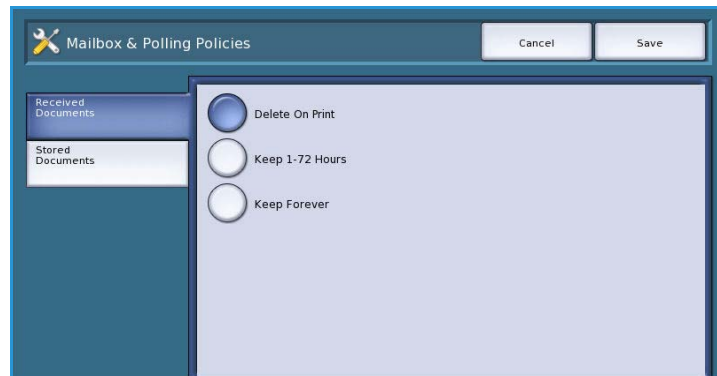 Mailbox & Polling Policies
Cancel
Save
Received
Documents
Stored
Documents
Delete On Print
Keep 1-72 Hours
Keep Forever